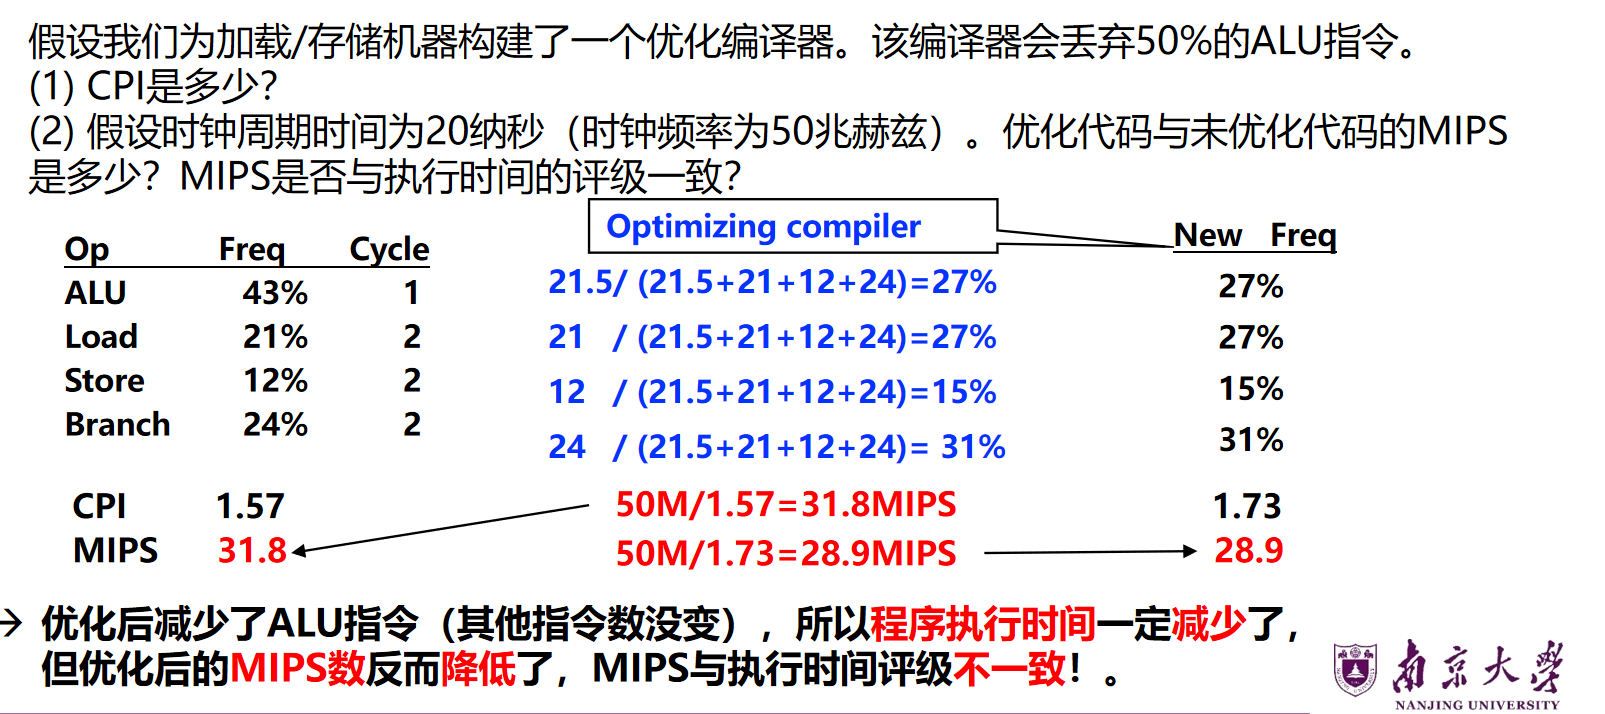 假设我们为加载/存储机器构建了一个优化编译器。该编译器会丢弃50%的ALU指令。
(1) CPI是多少？
(2) 假设时钟周期时间为20纳秒（时钟频率为50兆赫兹）。优化代码与未优化代码的MIPS
是多少？MIPS是否与执行时间的评级一致？
Optimizing compiler
Op Freq Cycle
New Freq
ALU 43% 1
21.5/ (21.5+21+12+24)=27%
27%
Load 21% 2
21 / (21.5+21+12+24)=27%
27%
Store 12% 2
12 / (21.5+21+12+24)=15%
15%
Branch 24% 2
24 / (21.5+21+12+24)= 31%
31%
CPI 1.57
50M/1.57=31.8MIPS
1.73
MIPS 31.8
50M/1.73=28.9MIPS
28.9
→ 优化后减少了ALU指令（其他指令数没变），所以程序执行时间一定减少了，
但优化后的MIPS数反而降低了，MIPS与执行时间评级不一致！。
南京大学
NANJING UNIVERSITY